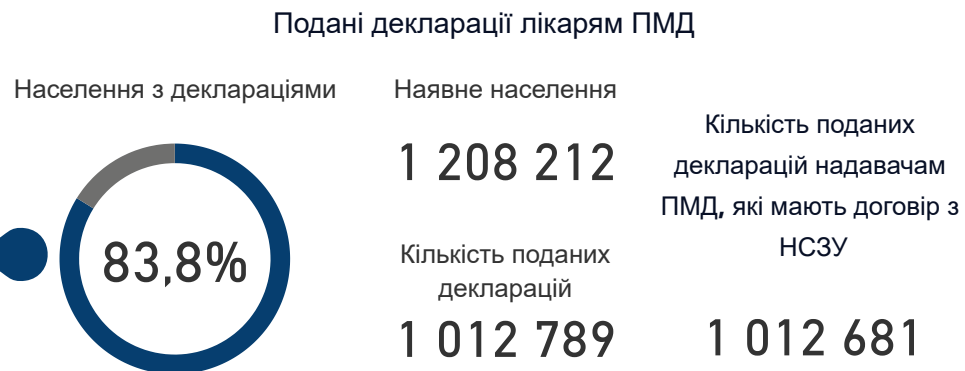 Подані декларації лікарям ПМД
Населення з деклараціями
83,8%
Наявне населення
1 208 212
Кількість поданих
декларацій
1 012 789
Кількість поданих
декларацій надавачам
ПМД, які мають договір з
НСЗУ
1 012 681